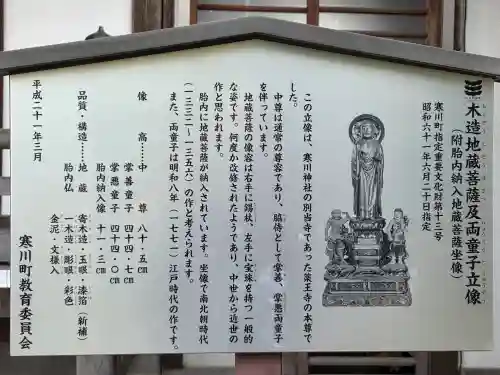 木造地蔵菩薩及両童子立像
（附胎内納入地蔵菩薩坐像）
寒川町指定重要文化財第十三号
昭和六十一年六月二十日指定
この立像は、寒川神社の別当寺であった薬王寺の本尊で
した。
中尊は通常の尊容であり、脇侍として掌善、掌悪両童子
を伴っています。
地蔵菩薩の像容は右手に錫杖、左手に宝珠を持つ一般的
な姿です。何度か改修されたようであり、中世から近世の
作と思われます。
胎内に地蔵菩薩が納入されています。坐像で南北朝時代
（一三三二～一三五六）の作と考えられます。
また、両童子は明和八年（一七七一）江戸時代の作です。
像　高……中　尊 八十・五㎝
掌善童子 四十四・七㎝
掌悪童子 四十四・〇㎝
胎内納入像 十一・三㎝
品質・構造……地　蔵　寄木造・玉眼・漆箔（新補）
胎内仏　一木造・彫眼・彩色
金泥・文様入
平成二十一年三月
寒川町教育委員会